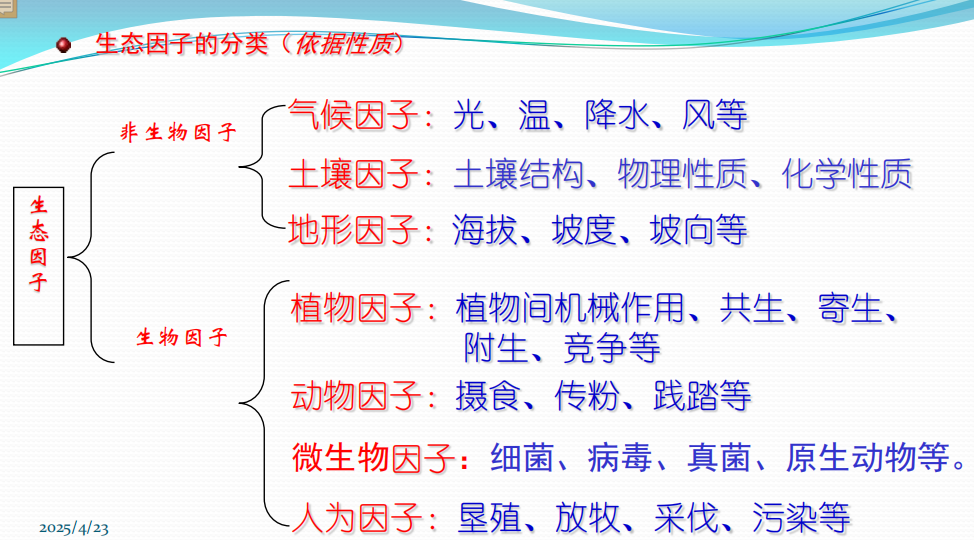 生态因子的分类（依据性质）
非生物因子
气候因子：光、温、降水、风等
土壤因子：土壤结构、物理性质、化学性质
地形因子：海拔、坡度、坡向等
生态因子
生物因子
植物因子：植物间机械作用、共生、寄生、
附生、竞争等
动物因子：摄食、传粉、践踏等
微生物因子：细菌、病毒、真菌、原生动物等。
人为因子：垦殖、放牧、采伐、污染等
2025/4/23